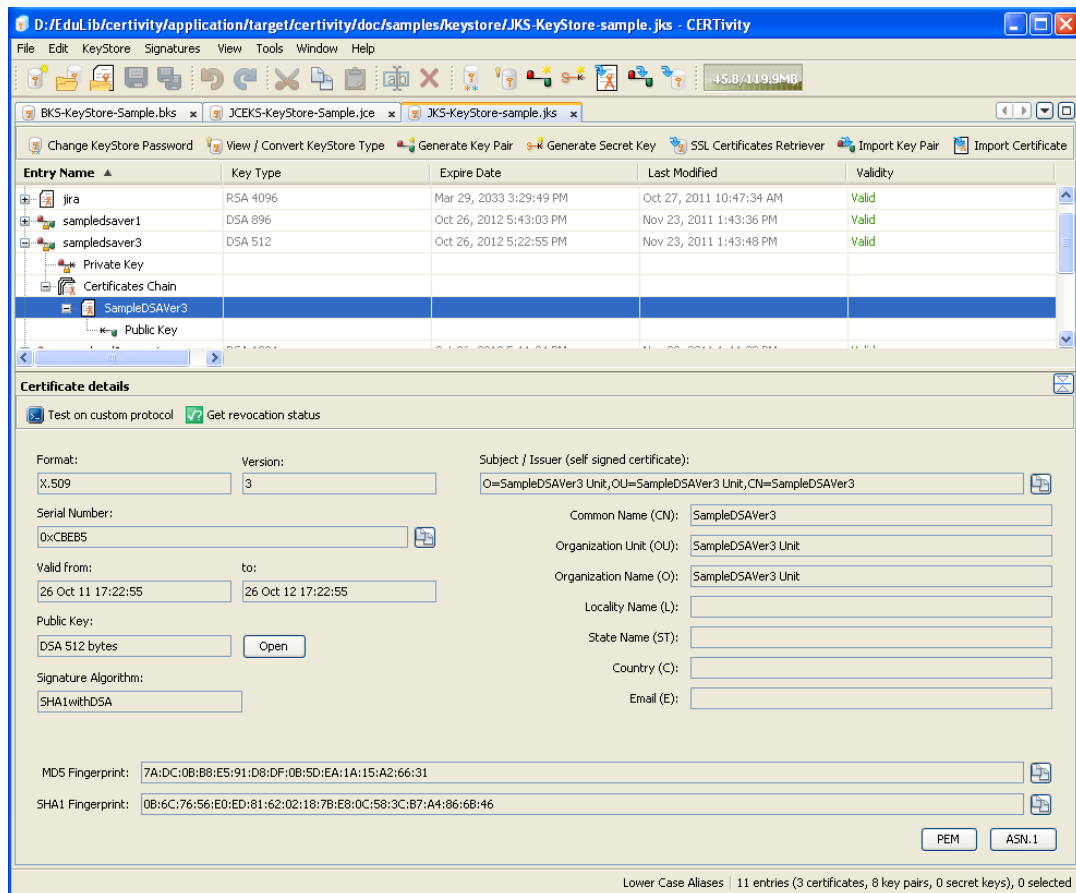 D:/EduLib/certivity/application/target/certivity/doc/samples/keystore/JKS-KeyStore-sample.jks - CERTivity
File Edit KeyStore Signatures View Tools Window Help
45.8/119.9MB
BKS-KeyStore-Sample.bks x JCEKS-KeyStore-Sample.jce x JKS-KeyStore-sample.jks x
Change KeyStore Password View / Convert KeyStore Type Generate Key Pair Generate Secret Key SSL Certificates Retriever Import Key Pair Import Certificate
Entry Name Key Type Expire Date Last Modified Validity
jira RSA 4096 Mar 29, 2033 3:29:49 PM Oct 27, 2011 10:47:34 AM Valid
sampledsaver1 DSA 896 Oct 26, 2012 5:43:03 PM Nov 23, 2011 1:43:36 PM Valid
sampledsaver3 DSA 512 Oct 26, 2012 5:22:55 PM Nov 23, 2011 1:43:48 PM Valid
Private Key
Certificates Chain
SampleDSAVer3
Public Key
Certificate details
Test on custom protocol Get revocation status
Format: Version: Subject / Issuer (self signed certificate):
X.509 3 O=SampleDSAVer3 Unit,OU=SampleDSAVer3 Unit,CN=SampleDSAVer3
Serial Number: Common Name (CN): SampleDSAVer3
0xCBEB5 Organization Unit (OU): SampleDSAVer3 Unit
Valid from: to: Organization Name (O): SampleDSAVer3 Unit
26 Oct 11 17:22:55 26 Oct 12 17:22:55 Locality Name (L):
Public Key: State Name (ST):
DSA 512 bytes Open Country (C):
Signature Algorithm: Email (E):
SHA1withDSA
MD5 Fingerprint: 7A:DC:0B:B8:E5:91:D8:DF:0B:5D:EA:1A:15:A2:66:31
SHA1 Fingerprint: 0B:6C:76:56:E0:ED:81:62:02:18:7B:E8:0C:58:3C:B7:A4:86:6B:46
PEM ASN.1
Lower Case Aliases 11 entries (3 certificates, 8 key pairs, 0 secret keys), 0 selected